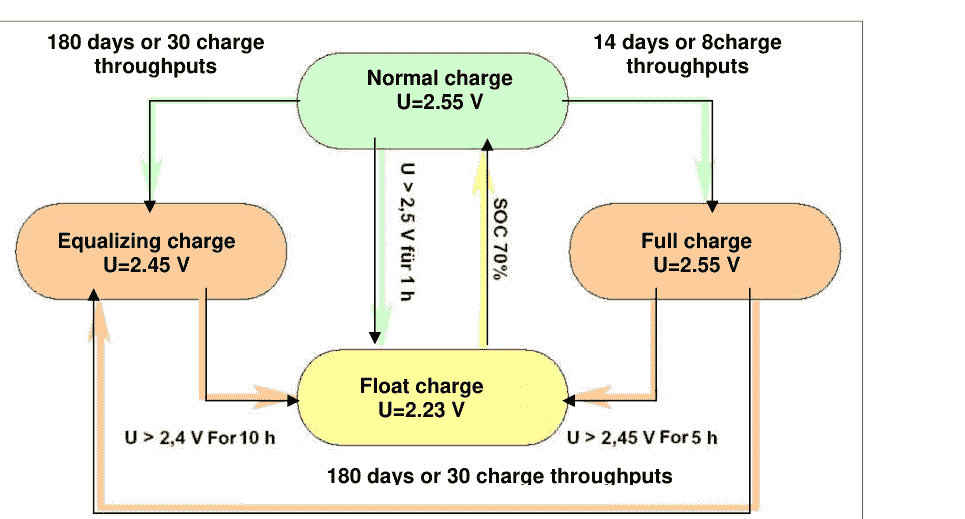 180 days or 30 charge
throughputs
14 days or 8charge
throughputs
Normal charge
U=2.55 V
U > 2,5 V für 1 h
SOC 70%
Equalizing charge
U=2.45 V
Full charge
U=2.55 V
Float charge
U=2.23 V
U > 2,4 V For 10 h
U > 2,45 V For 5 h
180 days or 30 charge throughputs